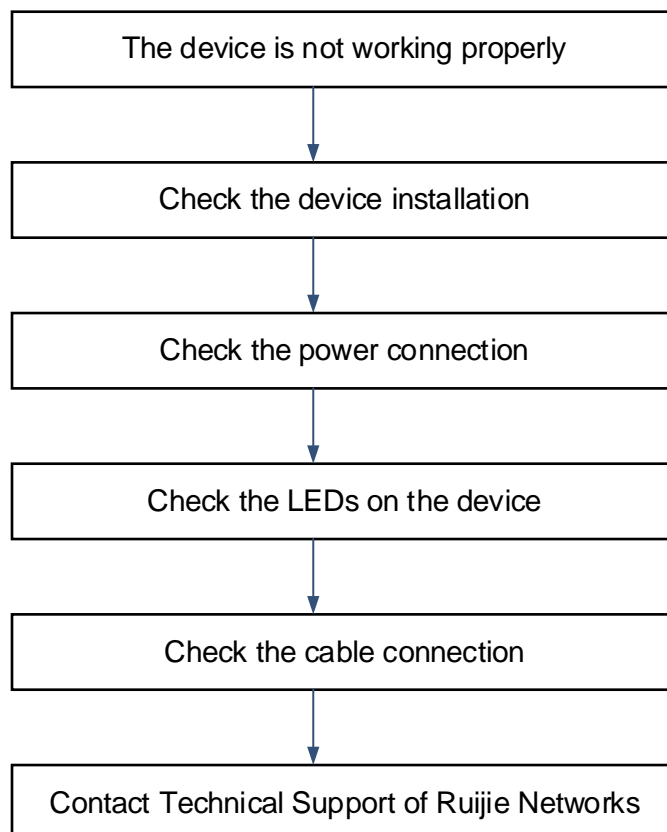 The device is not working properly
Check the device installation
Check the power connection
Check the LEDs on the device
Check the cable connection
Contact Technical Support of Ruijie Networks